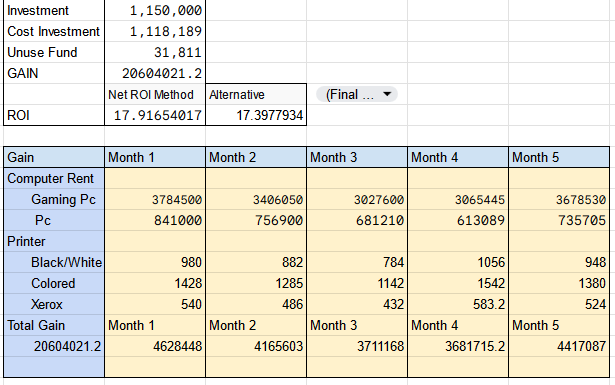 Investment 1,150,000
Cost Investment 1,118,189
Unuse Fund 31,811
GAIN 20604021.2
Net ROI Method Alternative (Final ...
ROI 17.91654017 17.3977934
Gain Month 1 Month 2 Month 3 Month 4 Month 5
Computer Rent
Gaming Pc 3784500 3406050 3027600 3065445 3678530
Pc 841000 756900 681210 613089 735705
Printer
Black/White 980 882 784 1056 948
Colored 1428 1285 1142 1542 1380
Xerox 540 486 432 583.2 524
Total Gain Month 1 Month 2 Month 3 Month 4 Month 5
20604021.2 4628448 4165603 3711168 3681715.2 4417087